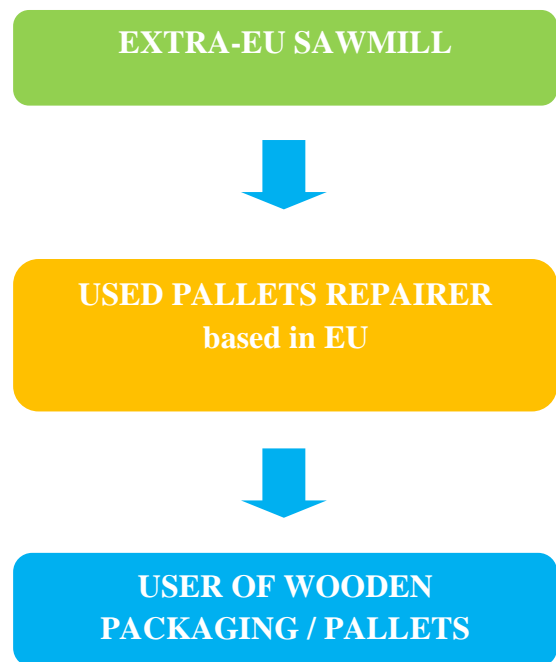 EXTRA-EU SAWMILL
USED PALLETS REPAIRER
based in EU
USER OF WOODEN
PACKAGING / PALLETS